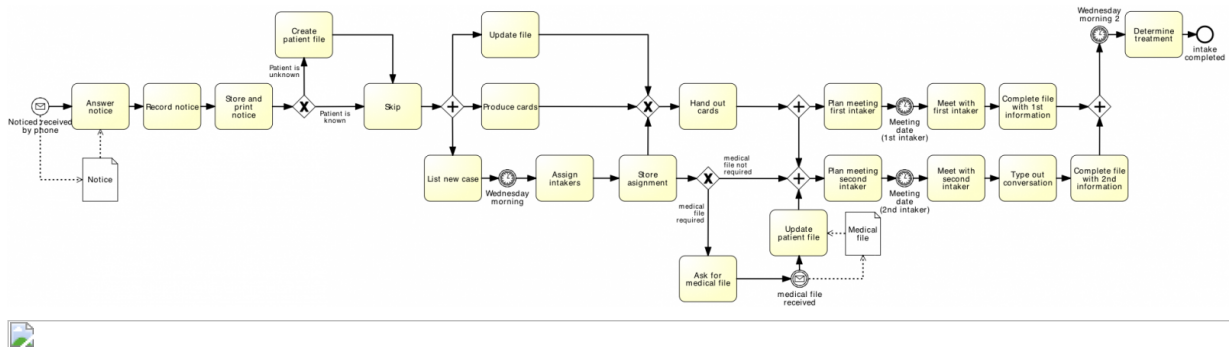 Wednesday
morning 2
Create
patient file
Update file
Determine
treatment
intake
completed
Patient is
unknown
Answer
notice
Record notice
Store and
print
notice
Skip
Produce cards
Hand out
cards
Plan meeting
first intaker
Meet with
first intaker
Complete file
with 1st
information
Noticed received
by phone
Patient is
known
Meeting
date
(1st intaker)
Notice
List new case
Wednesday
morning
Assign
intakers
Store
asignment
medical
file not
required
Plan meeting
second
intaker
Meet with
second
intaker
Type out
conversation
Complete file
with 2nd
information
Meeting
date
(2nd intaker)
medical
file
required
Update
patient file
Medical
file
Ask for
medical file
medical file
received